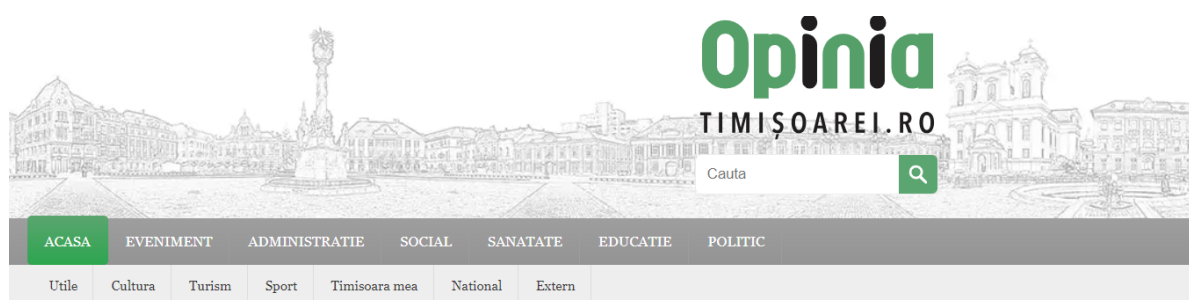 Opinia
TIMIȘOAREI.RO
Cauta
ACASA EVENIMENT ADMINISTRATIE SOCIAL SANATATE EDUCATIE POLITIC
Utile Cultura Turism Sport Timisoara mea National Extern